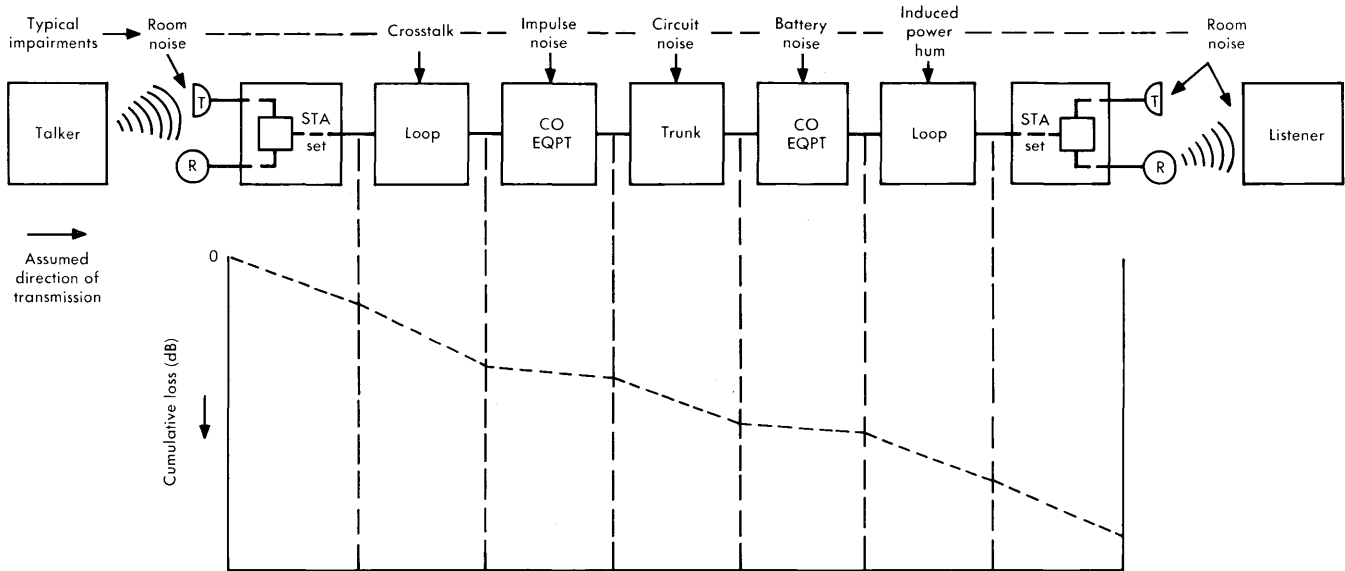 Typical
impairments
Room
noise
Crosstalk
Impulse
noise
Circuit
noise
Battery
noise
Induced
power
hum
Room
noise
Talker
T
R
STA
set
Loop
CO
EQPT
Trunk
CO
EQPT
Loop
STA
set
T
R
Listener
Assumed
direction of
transmission
0
Cumulative loss (dB)